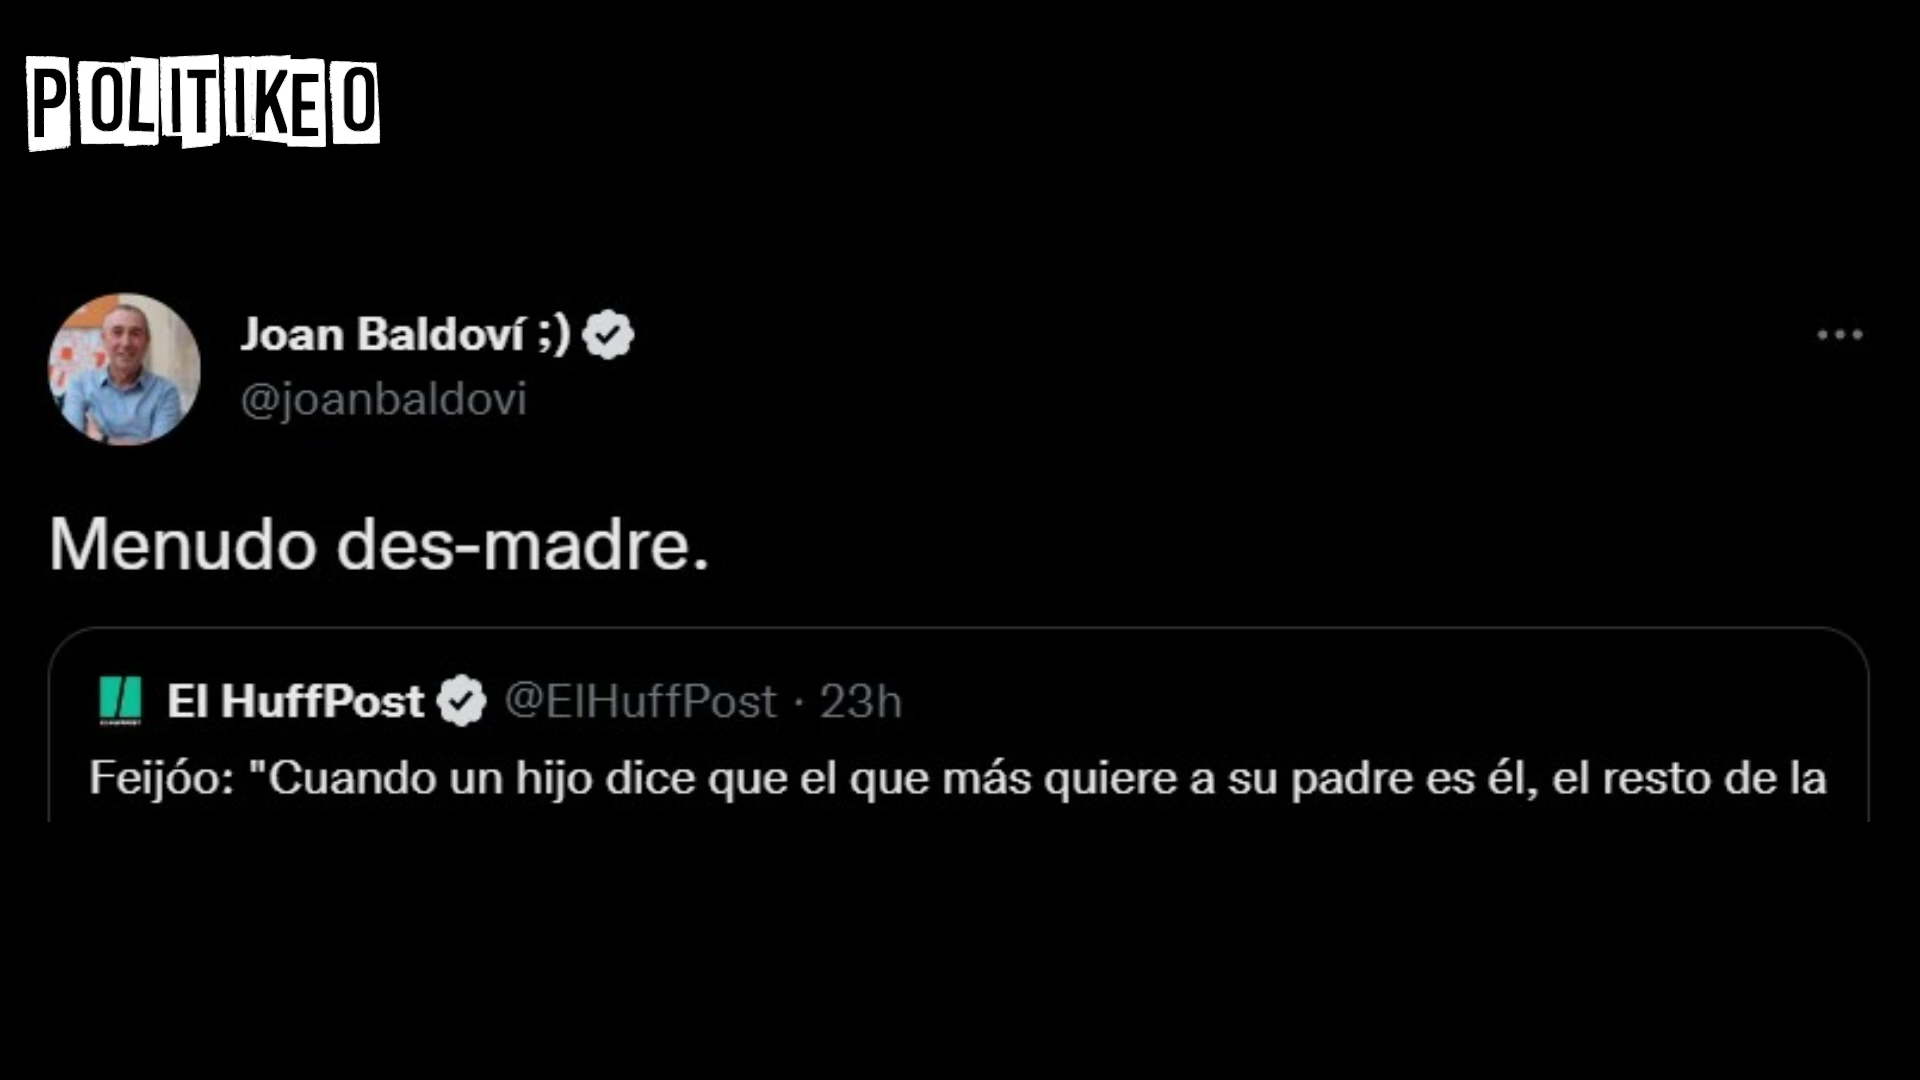 POLITIKEO
Joan Baldoví ;)
@joanbaldovi
Menudo des-madre.
El HuffPost @ElHuffPost · 23h
Feijóo: "Cuando un hijo dice que el que más quiere a su padre es él, el resto de la